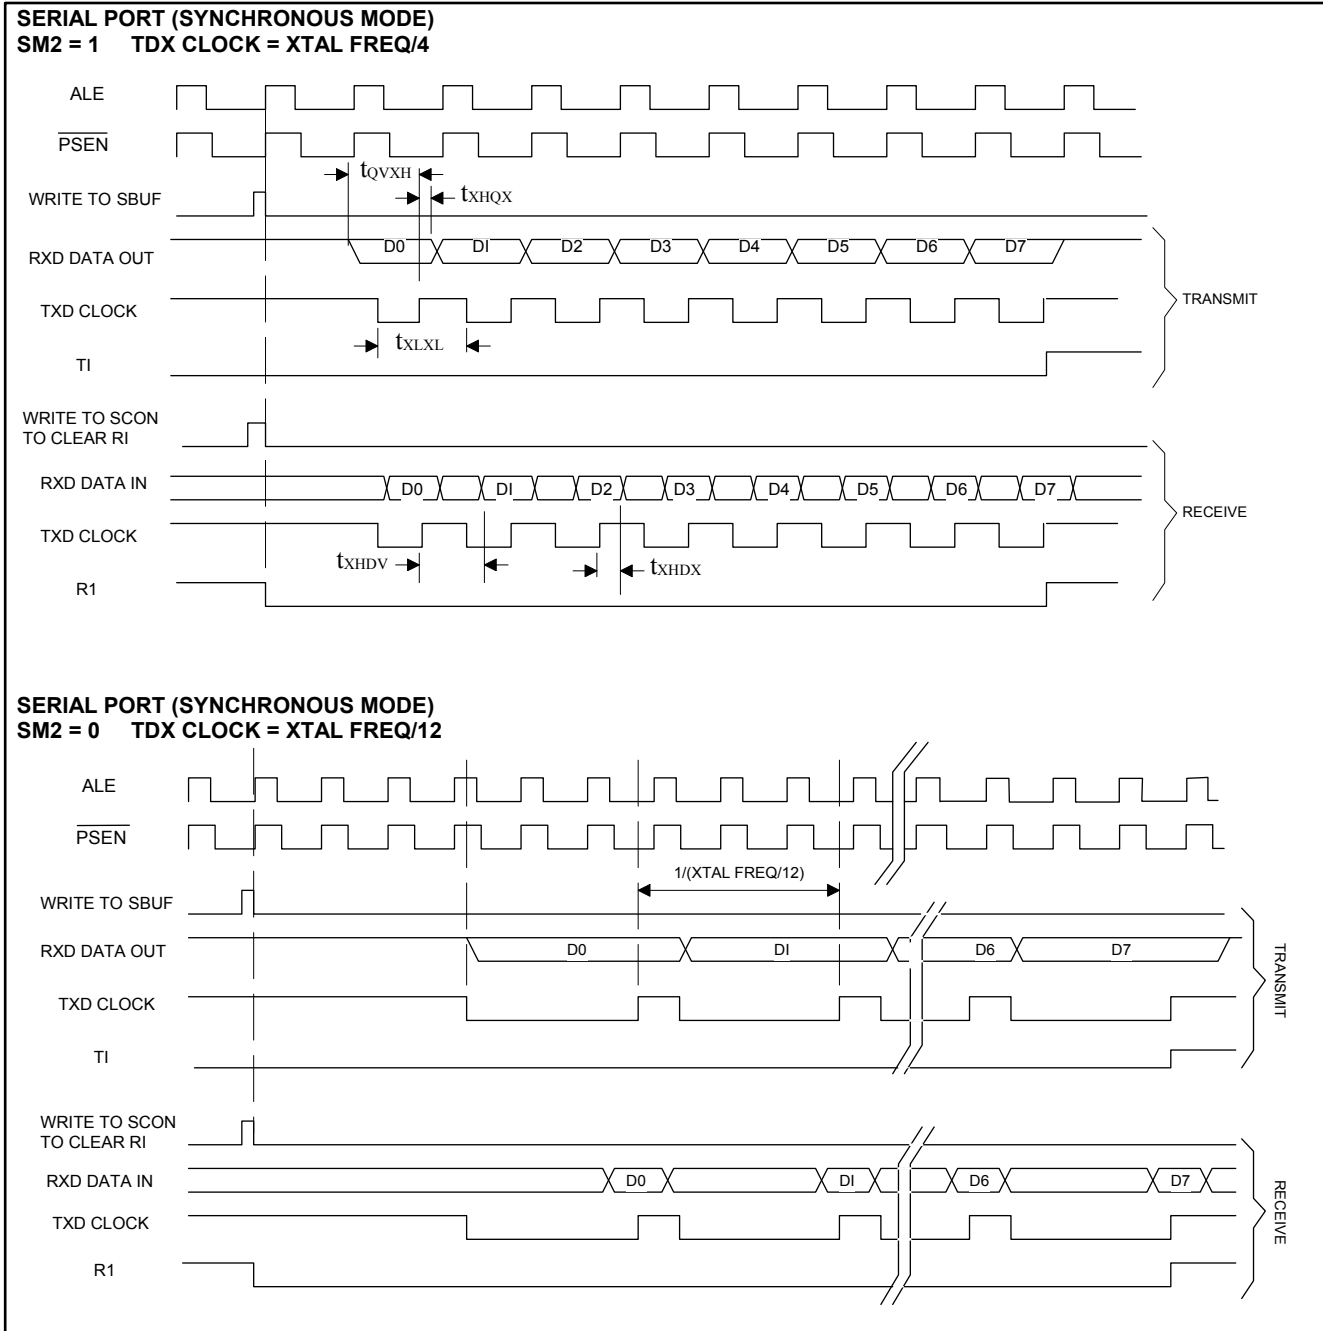 SERIAL PORT (SYNCHRONOUS MODE)
SM2 = 1 TDX CLOCK = XTAL FREQ/4
ALE
PSEN
tQVXH
tXHQX
WRITE TO SBUF
RXD DATA OUT
D0 DI D2 D3 D4 D5 D6 D7
TXD CLOCK
TRANSMIT
tXLXL
TI
WRITE TO SCON
TO CLEAR RI
RXD DATA IN
D0 DI D2 D3 D4 D5 D6 D7
TXD CLOCK
RECEIVE
tXHDV
tXHDX
R1
SERIAL PORT (SYNCHRONOUS MODE)
SM2 = 0 TDX CLOCK = XTAL FREQ/12
ALE
PSEN
1/(XTAL FREQ/12)
WRITE TO SBUF
RXD DATA OUT
D0 DI D6 D7
TXD CLOCK
TRANSMIT
TI
WRITE TO SCON
TO CLEAR RI
RXD DATA IN
D0 DI D6 D7
TXD CLOCK
RECEIVE
R1